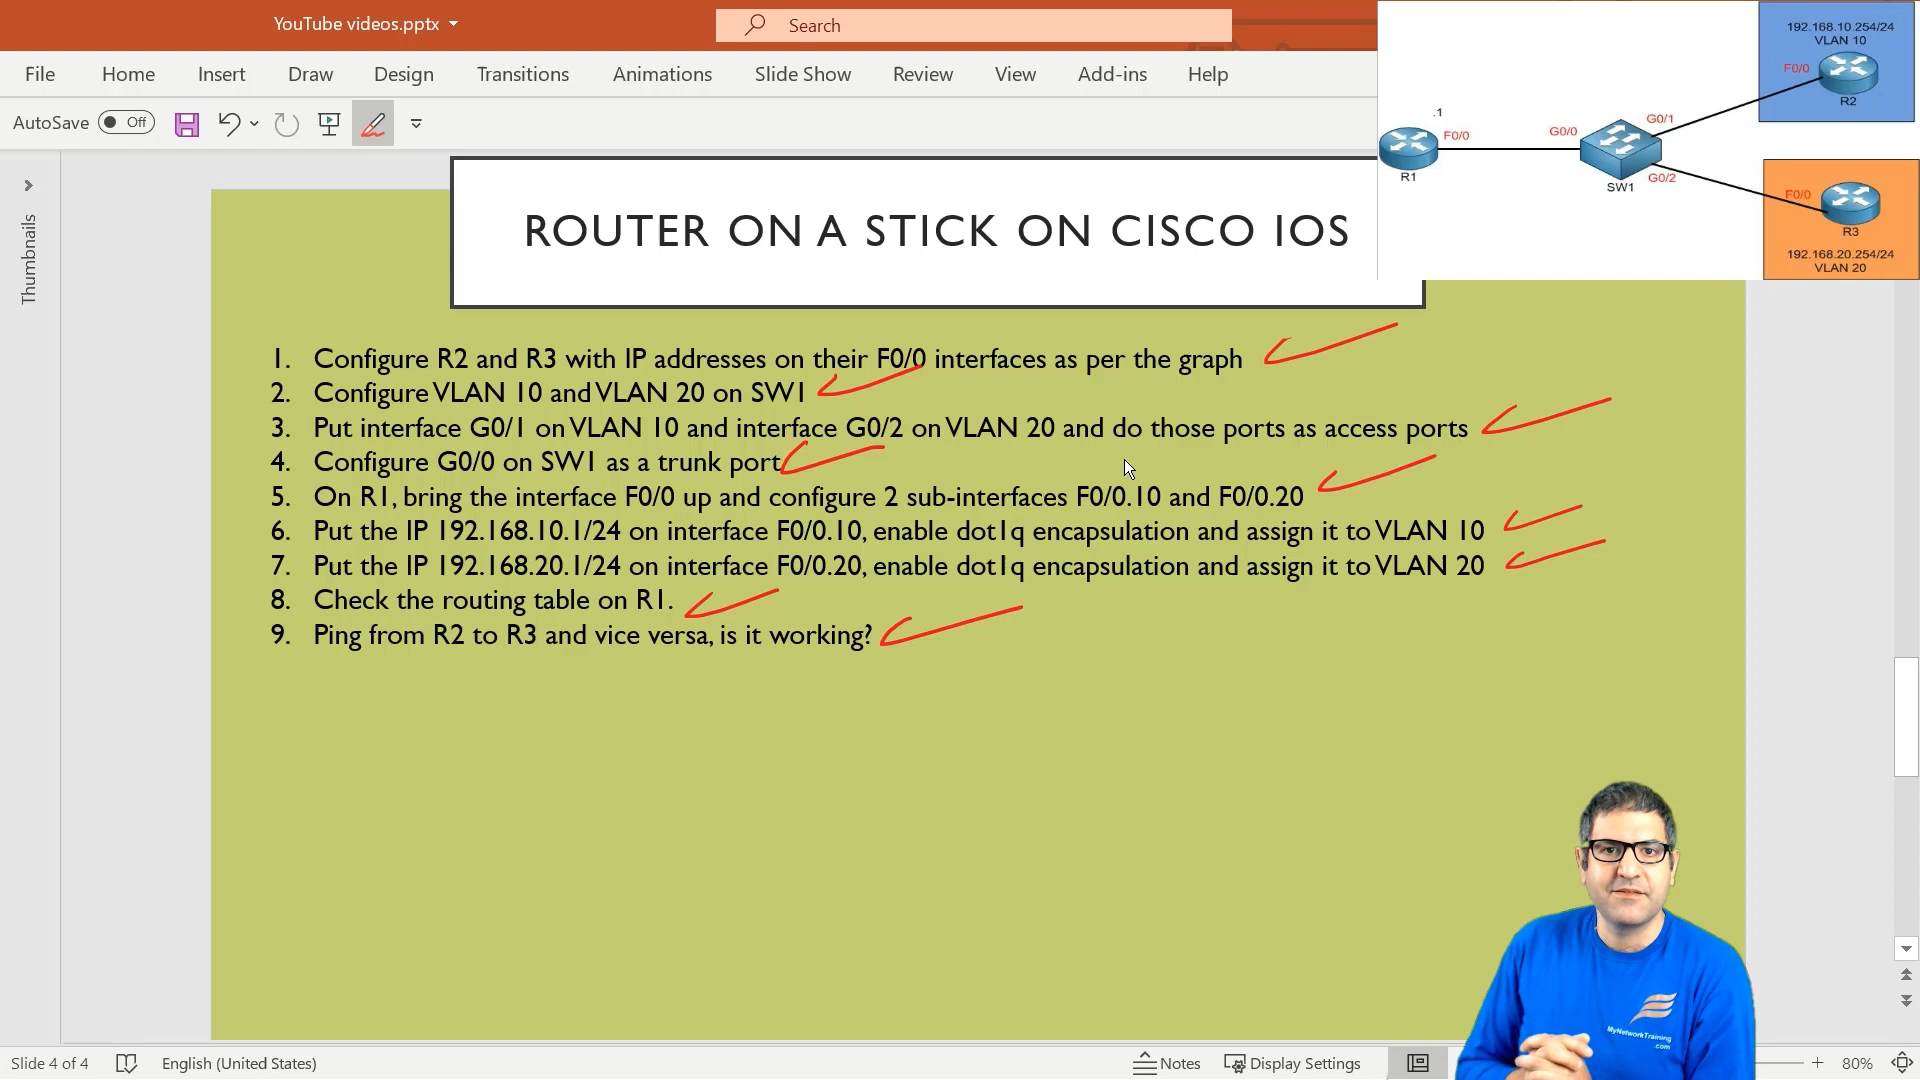 YouTube videos.pptx
Search
File Home Insert Draw Design Transitions Animations Slide Show Review View Add-ins Help
AutoSave Off
Thumbnails
ROUTER ON A STICK ON CISCO IOS
192.168.10.254/24
VLAN 10
F0/0
R2
.1
F0/0
R1
G0/0
G0/1
SW1
G0/2
F0/0
R3
192.168.20.254/24
VLAN 20
1. Configure R2 and R3 with IP addresses on their F0/0 interfaces as per the graph
2. Configure VLAN 10 and VLAN 20 on SW1
3. Put interface G0/1 on VLAN 10 and interface G0/2 on VLAN 20 and do those ports as access ports
4. Configure G0/0 on SW1 as a trunk port
5. On R1, bring the interface F0/0 up and configure 2 sub-interfaces F0/0.10 and F0/0.20
6. Put the IP 192.168.10.1/24 on interface F0/0.10, enable dot1q encapsulation and assign it to VLAN 10
7. Put the IP 192.168.20.1/24 on interface F0/0.20, enable dot1q encapsulation and assign it to VLAN 20
8. Check the routing table on R1.
9. Ping from R2 to R3 and vice versa, is it working?
MyNetworkTraining
.com
Slide 4 of 4 English (United States) Notes Display Settings 80%